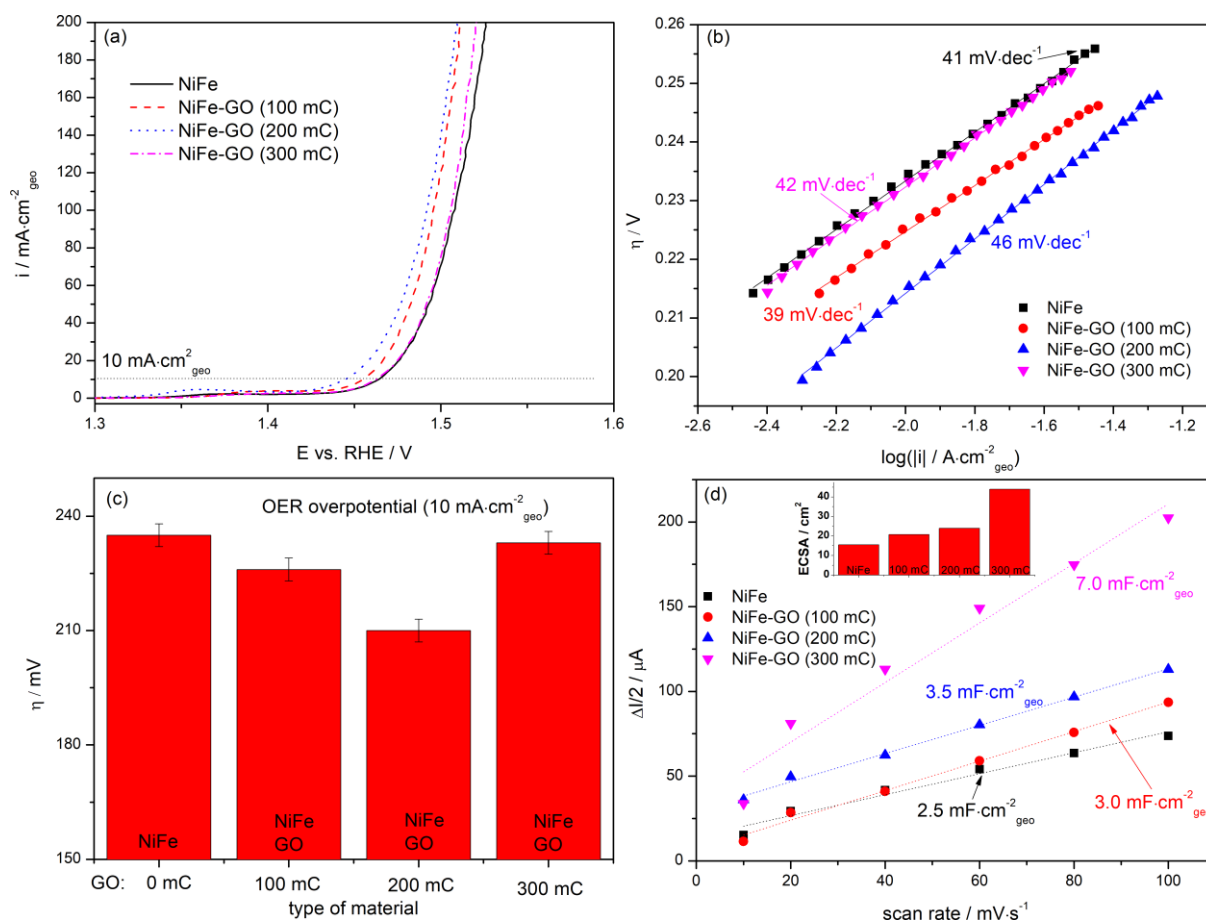 (a)
NiFe
NiFe-GO (100 mC)
NiFe-GO (200 mC)
NiFe-GO (300 mC)
10 mA·cm²geo
i / mA·cm⁻²geo
200
180
160
140
120
100
80
60
40
20
0
1.3
1.4
1.5
1.6
E vs. RHE / V
(b)
41 mV·dec⁻¹
42 mV·dec⁻¹
46 mV·dec⁻¹
39 mV·dec⁻¹
NiFe
NiFe-GO (100 mC)
NiFe-GO (200 mC)
NiFe-GO (300 mC)
η / V
0.26
0.25
0.24
0.23
0.22
0.21
0.20
-2.6
-2.4
-2.2
-2.0
-1.8
-1.6
-1.4
-1.2
log(|i| / A·cm⁻²geo)
(c)
OER overpotential (10 mA·cm⁻²geo)
η / mV
240
210
180
150
NiFe
NiFe
GO
NiFe
GO
NiFe
GO
GO:
0 mC
100 mC
200 mC
300 mC
type of material
(d)
ECSA / cm²
40
30
20
10
0
NiFe
100 mC
200 mC
300 mC
NiFe
NiFe-GO (100 mC)
NiFe-GO (200 mC)
NiFe-GO (300 mC)
7.0 mF·cm⁻²geo
3.5 mF·cm⁻²geo
2.5 mF·cm⁻²geo
3.0 mF·cm⁻²ge
ΔI/2 / μA
200
150
100
50
0
0
20
40
60
80
100
scan rate / mV·s⁻¹